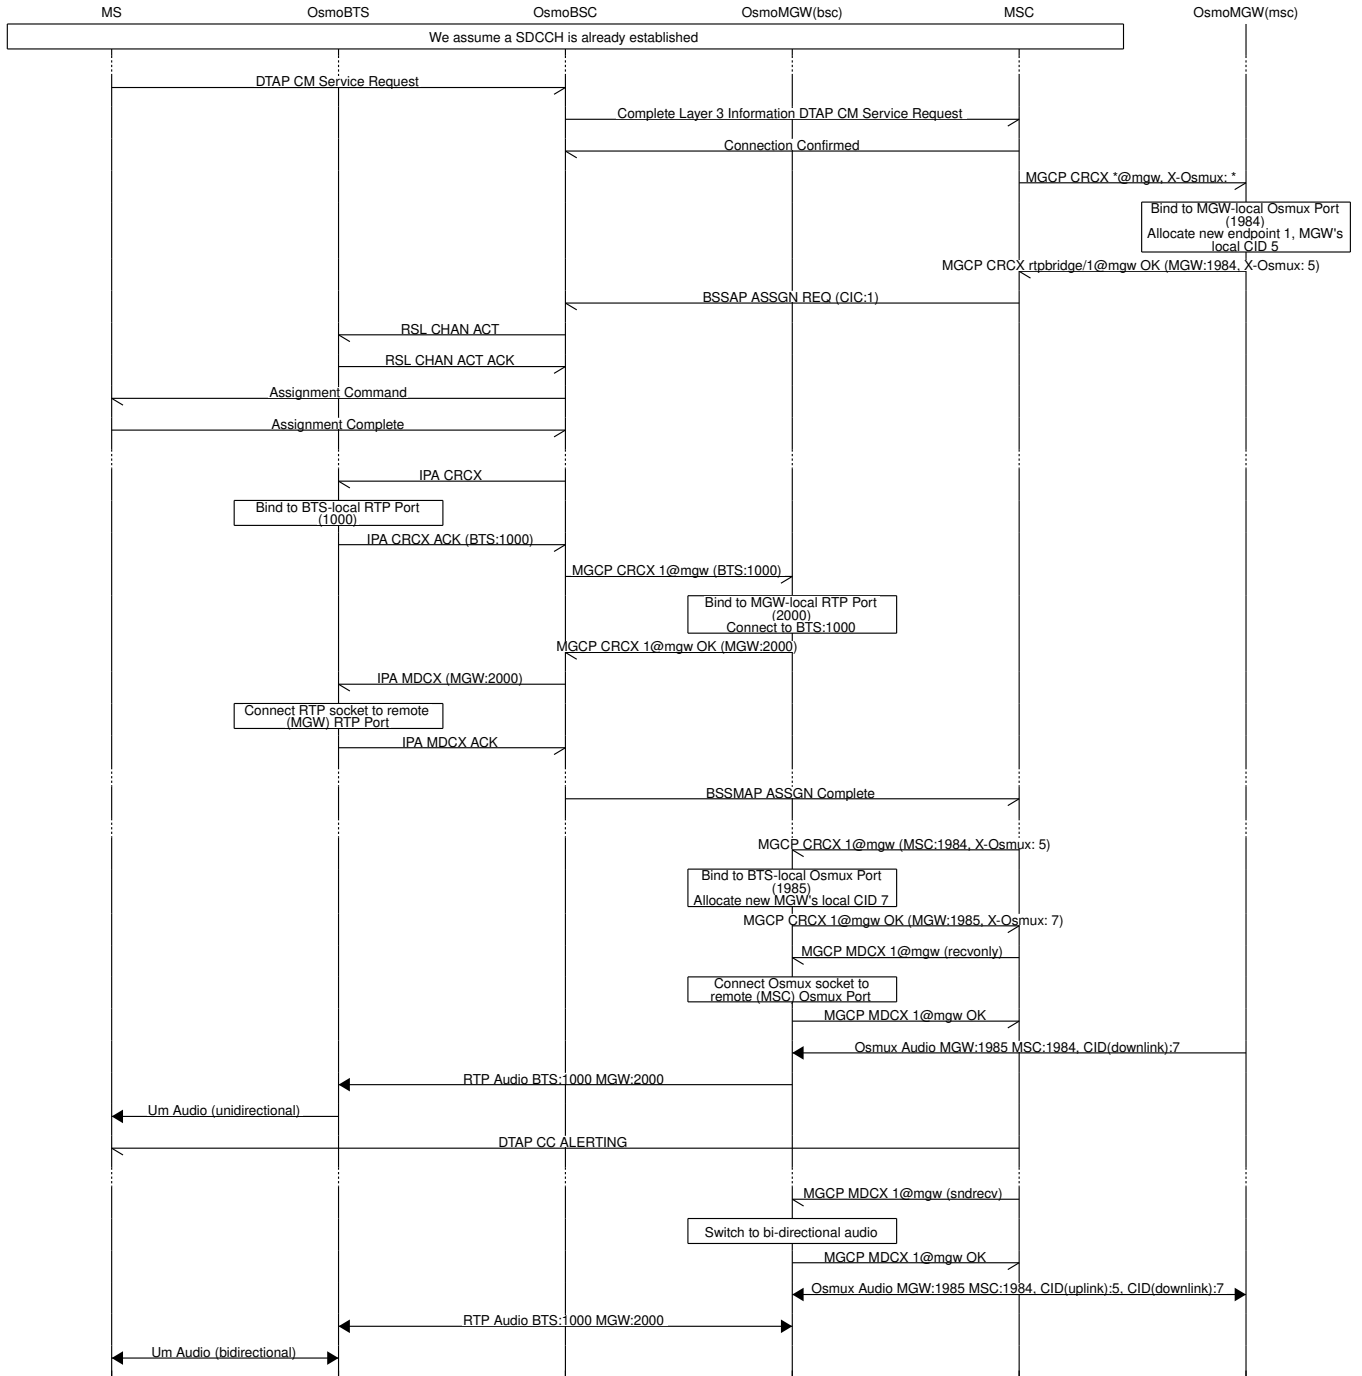 MS OsmoBTS OsmoBSC OsmoMGW(bsc) MSC OsmoMGW(msc)
We assume a SDCCH is already established
DTAP CM Service Request
Complete Layer 3 Information DTAP CM Service Request
Connection Confirmed
MGCP CRCX *@mgw, X-Osmux: *
Bind to MGW-local Osmux Port
(1984)
Allocate new endpoint 1, MGW's
local CID 5
MGCP CRCX rtpbridge/1@mgw OK (MGW:1984, X-Osmux: 5)
BSSAP ASSGN REQ (CIC:1)
RSL CHAN ACT
RSL CHAN ACT ACK
Assignment Command
Assignment Complete
IPA CRCX
Bind to BTS-local RTP Port
(1000)
IPA CRCX ACK (BTS:1000)
MGCP CRCX 1@mgw (BTS:1000)
Bind to MGW-local RTP Port
(2000)
Connect to BTS:1000
MGCP CRCX 1@mgw OK (MGW:2000)
IPA MDCX (MGW:2000)
Connect RTP socket to remote
(MGW) RTP Port
IPA MDCX ACK
BSSMAP ASSGN Complete
MGCP CRCX 1@mgw (MSC:1984, X-Osmux: 5)
Bind to BTS-local Osmux Port
(1985)
Allocate new MGW's local CID 7
MGCP CRCX 1@mgw OK (MGW:1985, X-Osmux: 7)
MGCP MDCX 1@mgw (recvonly)
Connect Osmux socket to
remote (MSC) Osmux Port
MGCP MDCX 1@mgw OK
Osmux Audio MGW:1985 MSC:1984, CID(downlink):7
RTP Audio BTS:1000 MGW:2000
Um Audio (unidirectional)
DTAP CC ALERTING
MGCP MDCX 1@mgw (sndrecv)
Switch to bi-directional audio
MGCP MDCX 1@mgw OK
Osmux Audio MGW:1985 MSC:1984, CID(uplink):5, CID(downlink):7
RTP Audio BTS:1000 MGW:2000
Um Audio (bidirectional)